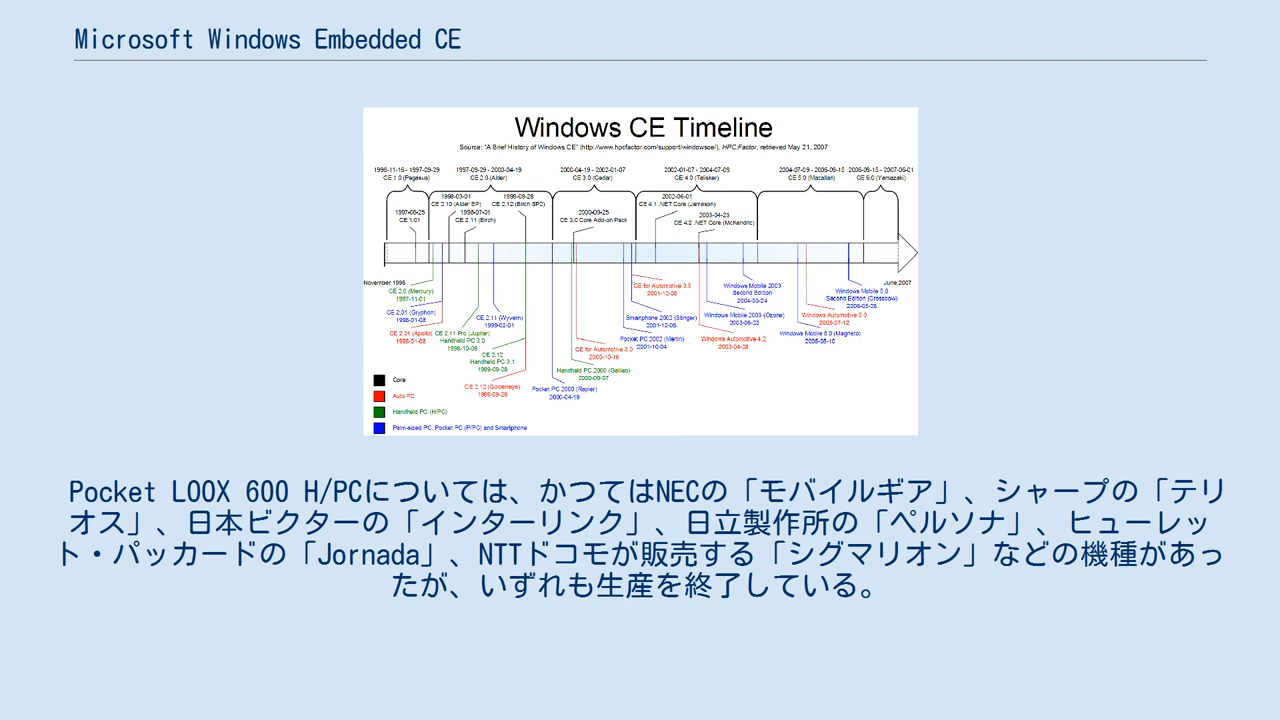 Microsoft Windows Embedded CE
Windows CE Timeline
Source: "A Brief History of Windows CE" (http://www.hpcfactor.com/support/windowsce/), HPC:Factor, retrieved May 21, 2007
1996-11-16 - 1997-09-29
CE 1.0 (Pegasus)
1997-09-29 - 2000-04-19
CE 2.0 (Alder)
2000-04-19 - 2002-01-07
CE 3.0 (Cedar)
2002-01-07 - 2004-07-09
CE 4.0 (Talisker)
2004-07-09 - 2006-09-15
CE 5.0 (Macallan)
2006-09-15 - 2007-06-01
CE 6.0 (Yamazaki)
1997-06-25
CE 1.01
1998-03-01
CE 2.10 (Alder EP)
1998-07-01
CE 2.11 (Birch)
1999-09-28
CE 2.12 (Birch SP2)
2000-09-25
CE 3.0 Core Add-on Pack
2002-06-01
CE 4.1 .NET Core (Jameson)
2003-04-23
CE 4.2 .NET Core (McKendric)
November 1996
June 2007
CE 2.0 (Mercury)
1997-11-01
CE 2.01 (Gryphon)
1998-01-08
CE 2.01 (Apollo)
1998-01-08
CE 2.11 Pro (Jupiter)
Handheld PC 3.0
1998-10-08
CE 2.11 (Wyvern)
1999-02-01
CE 2.12
Handheld PC 3.1
1999-09-28
CE 2.12 (Goldeneye)
1999-09-28
Pocket PC 2000 (Rapier)
2000-04-19
Handheld PC 2000 (Galileo)
2000-09-07
CE for Automotive 3.0
2000-10-16
Pocket PC 2002 (Merlin)
2001-10-04
Smartphone 2002 (Stinger)
2001-12-05
CE for Automotive 3.5
2001-12-06
Windows Automotive 4.2
2003-04-28
Windows Mobile 2003 (Ozone)
2003-06-23
Windows Mobile 2003
Second Edition
2004-03-24
Windows Mobile 5.0 (Magneto)
2005-05-10
Windows Automotive 5.0
2005-07-12
Windows Mobile 5.0
Second Edition (Crossbow)
Core
Auto PC
Handheld PC (H/PC)
Palm-sized PC, Pocket PC (P/PC) and Smartphone
Pocket LOOX 600 H/PCについては、かつてはNECの「モバイルギア」、シャープの「テリ
オス」、日本ビクターの「インターリンク」、日立製作所の「ペルソナ」、ヒューレッ
ト・パッカードの「Jornada」、NTTドコモが販売する「シグマリオン」などの機種があっ
たが、いずれも生産を終了している。